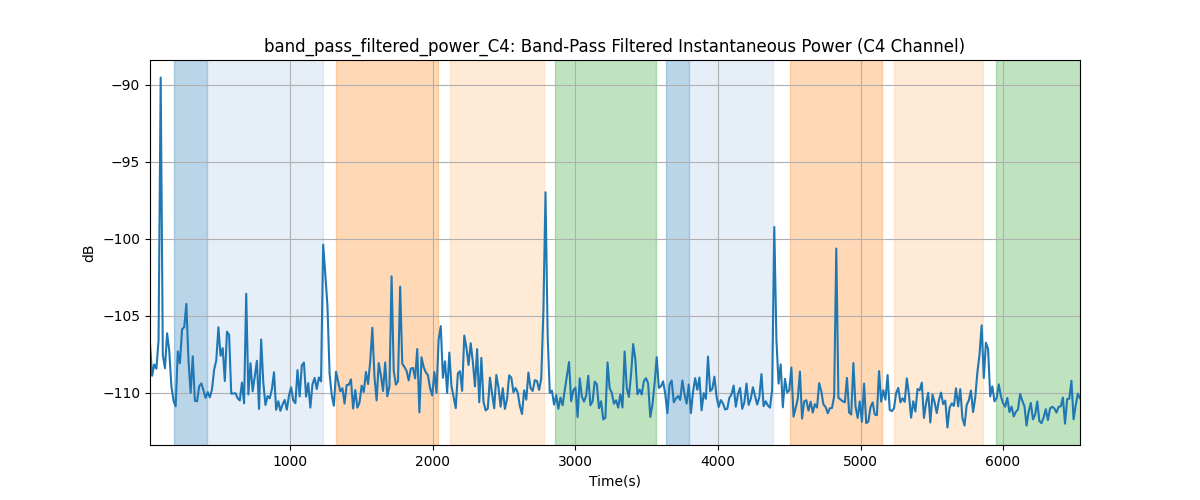 band_pass_filtered_power_C4: Band-Pass Filtered Instantaneous Power (C4 Channel)
−90
−95
−100
−105
−110
dB
1000 2000 3000 4000 5000 6000
Time(s)